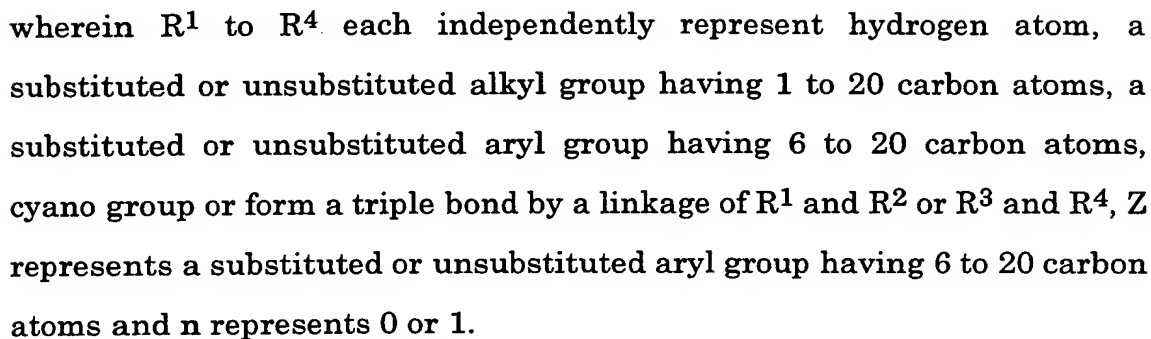 wherein R¹ to R⁴ each independently represent hydrogen atom, a
substituted or unsubstituted alkyl group having 1 to 20 carbon atoms, a
substituted or unsubstituted aryl group having 6 to 20 carbon atoms,
cyano group or form a triple bond by a linkage of R¹ and R² or R³ and R⁴, Z
represents a substituted or unsubstituted aryl group having 6 to 20 carbon
atoms and n represents 0 or 1.